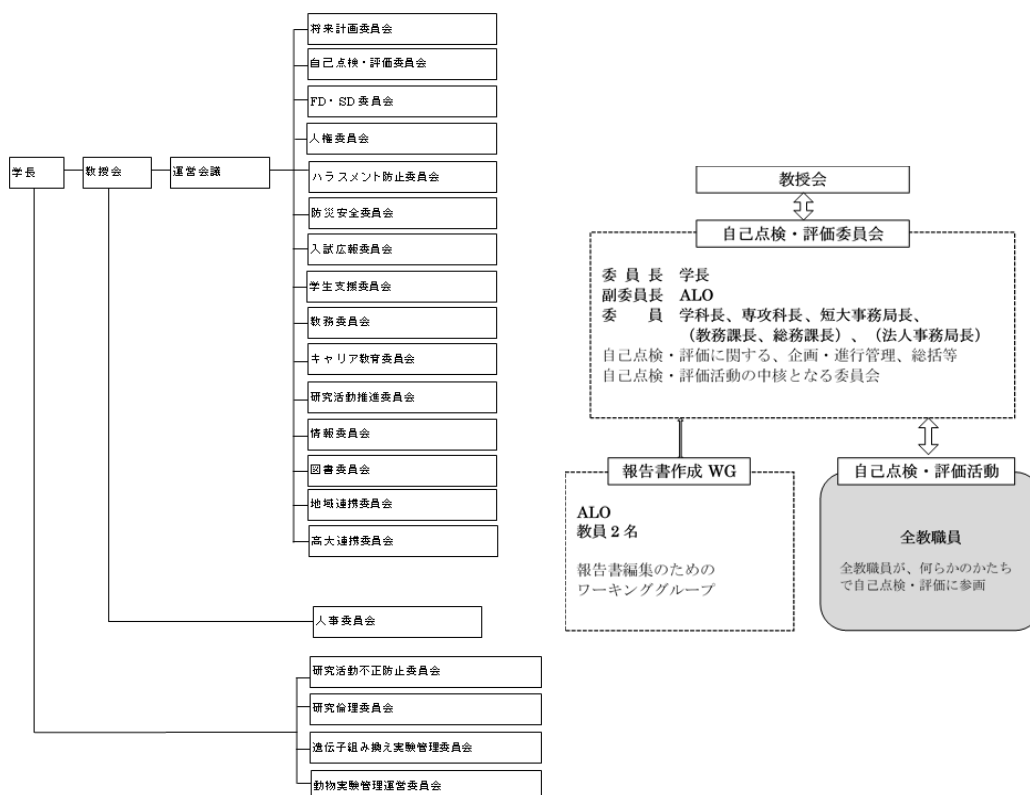 学長
教授会
運営会議
将来計画委員会
自己点検・評価委員会
FD・SD 委員会
人権委員会
ハラスメント防止委員会
防災安全委員会
入試広報委員会
学生支援委員会
教務委員会
キャリア教育委員会
研究活動推進委員会
情報委員会
図書委員会
地域連携委員会
高大連携委員会
人事委員会
研究活動不正防止委員会
研究倫理委員会
遺伝子組み換え実験管理委員会
動物実験管理運営委員会
教授会
自己点検・評価委員会
委員長 学長
副委員長 ALO
委員 学科長、専攻科長、短大事務局長、
（教務課長、総務課長）、（法人事務局長）
自己点検・評価に関する、企画・進行管理、総括等
自己点検・評価活動の中核となる委員会
報告書作成 WG
ALO
教員 2 名
報告書編集のための
ワーキンググループ
自己点検・評価活動
全教職員
全教職員が、何らかのかたち
で自己点検・評価に参画